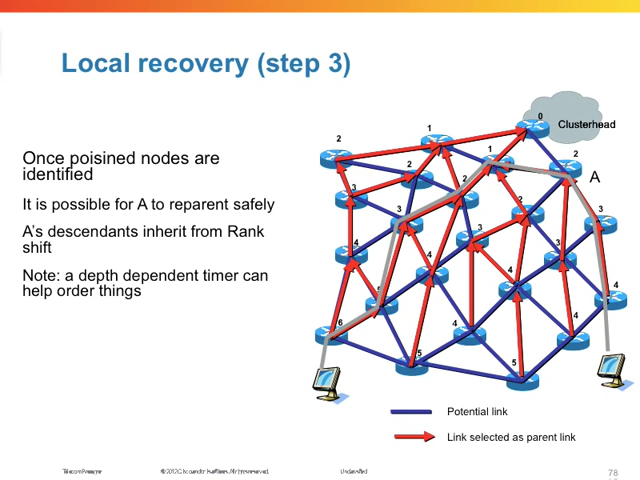 Local recovery (step 3)
Once poisined nodes are
identified
It is possible for A to reparent safely
A's descendants inherit from Rank
shift
Note: a depth dependent timer can
help order things
0
Clusterhead
1
2
1
2
2
A
2
3
2
3
3
3
4
3
4
4
5
4
6
4
4
5
5
Potential link
Link selected as parent link
Unclassified
78